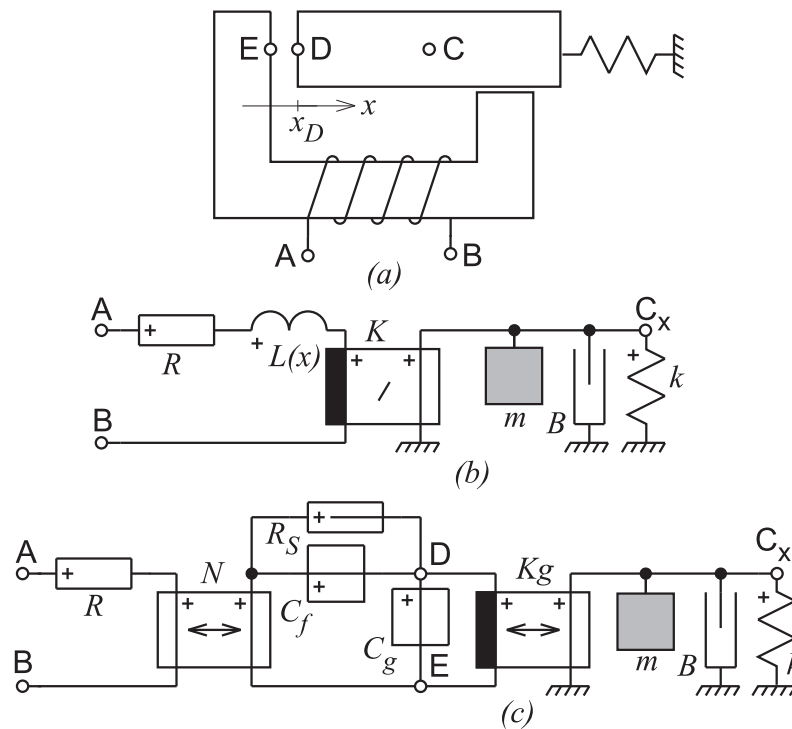 E D C
x
x_D
A B
(a)
A C_x
K
+ + + + +
R L(x) / k
m B
B
(b)
R_S +
A D C_x
N Kg
+ + + + + + + +
R C_f C_g m B
B E
(c)